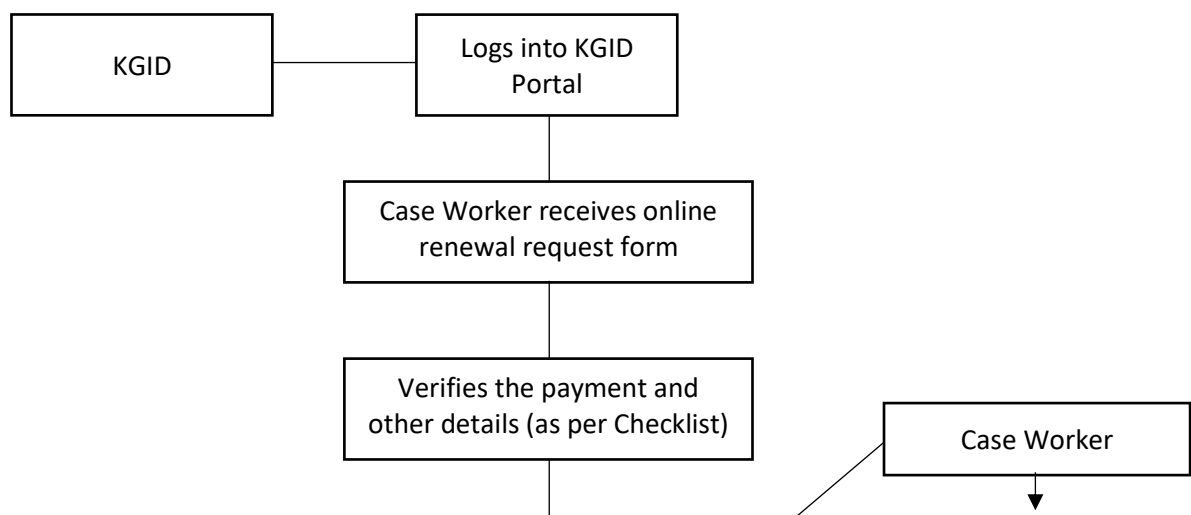 KGID
Logs into KGID
Portal
Case Worker receives online
renewal request form
Verifies the payment and
other details (as per Checklist)
Case Worker